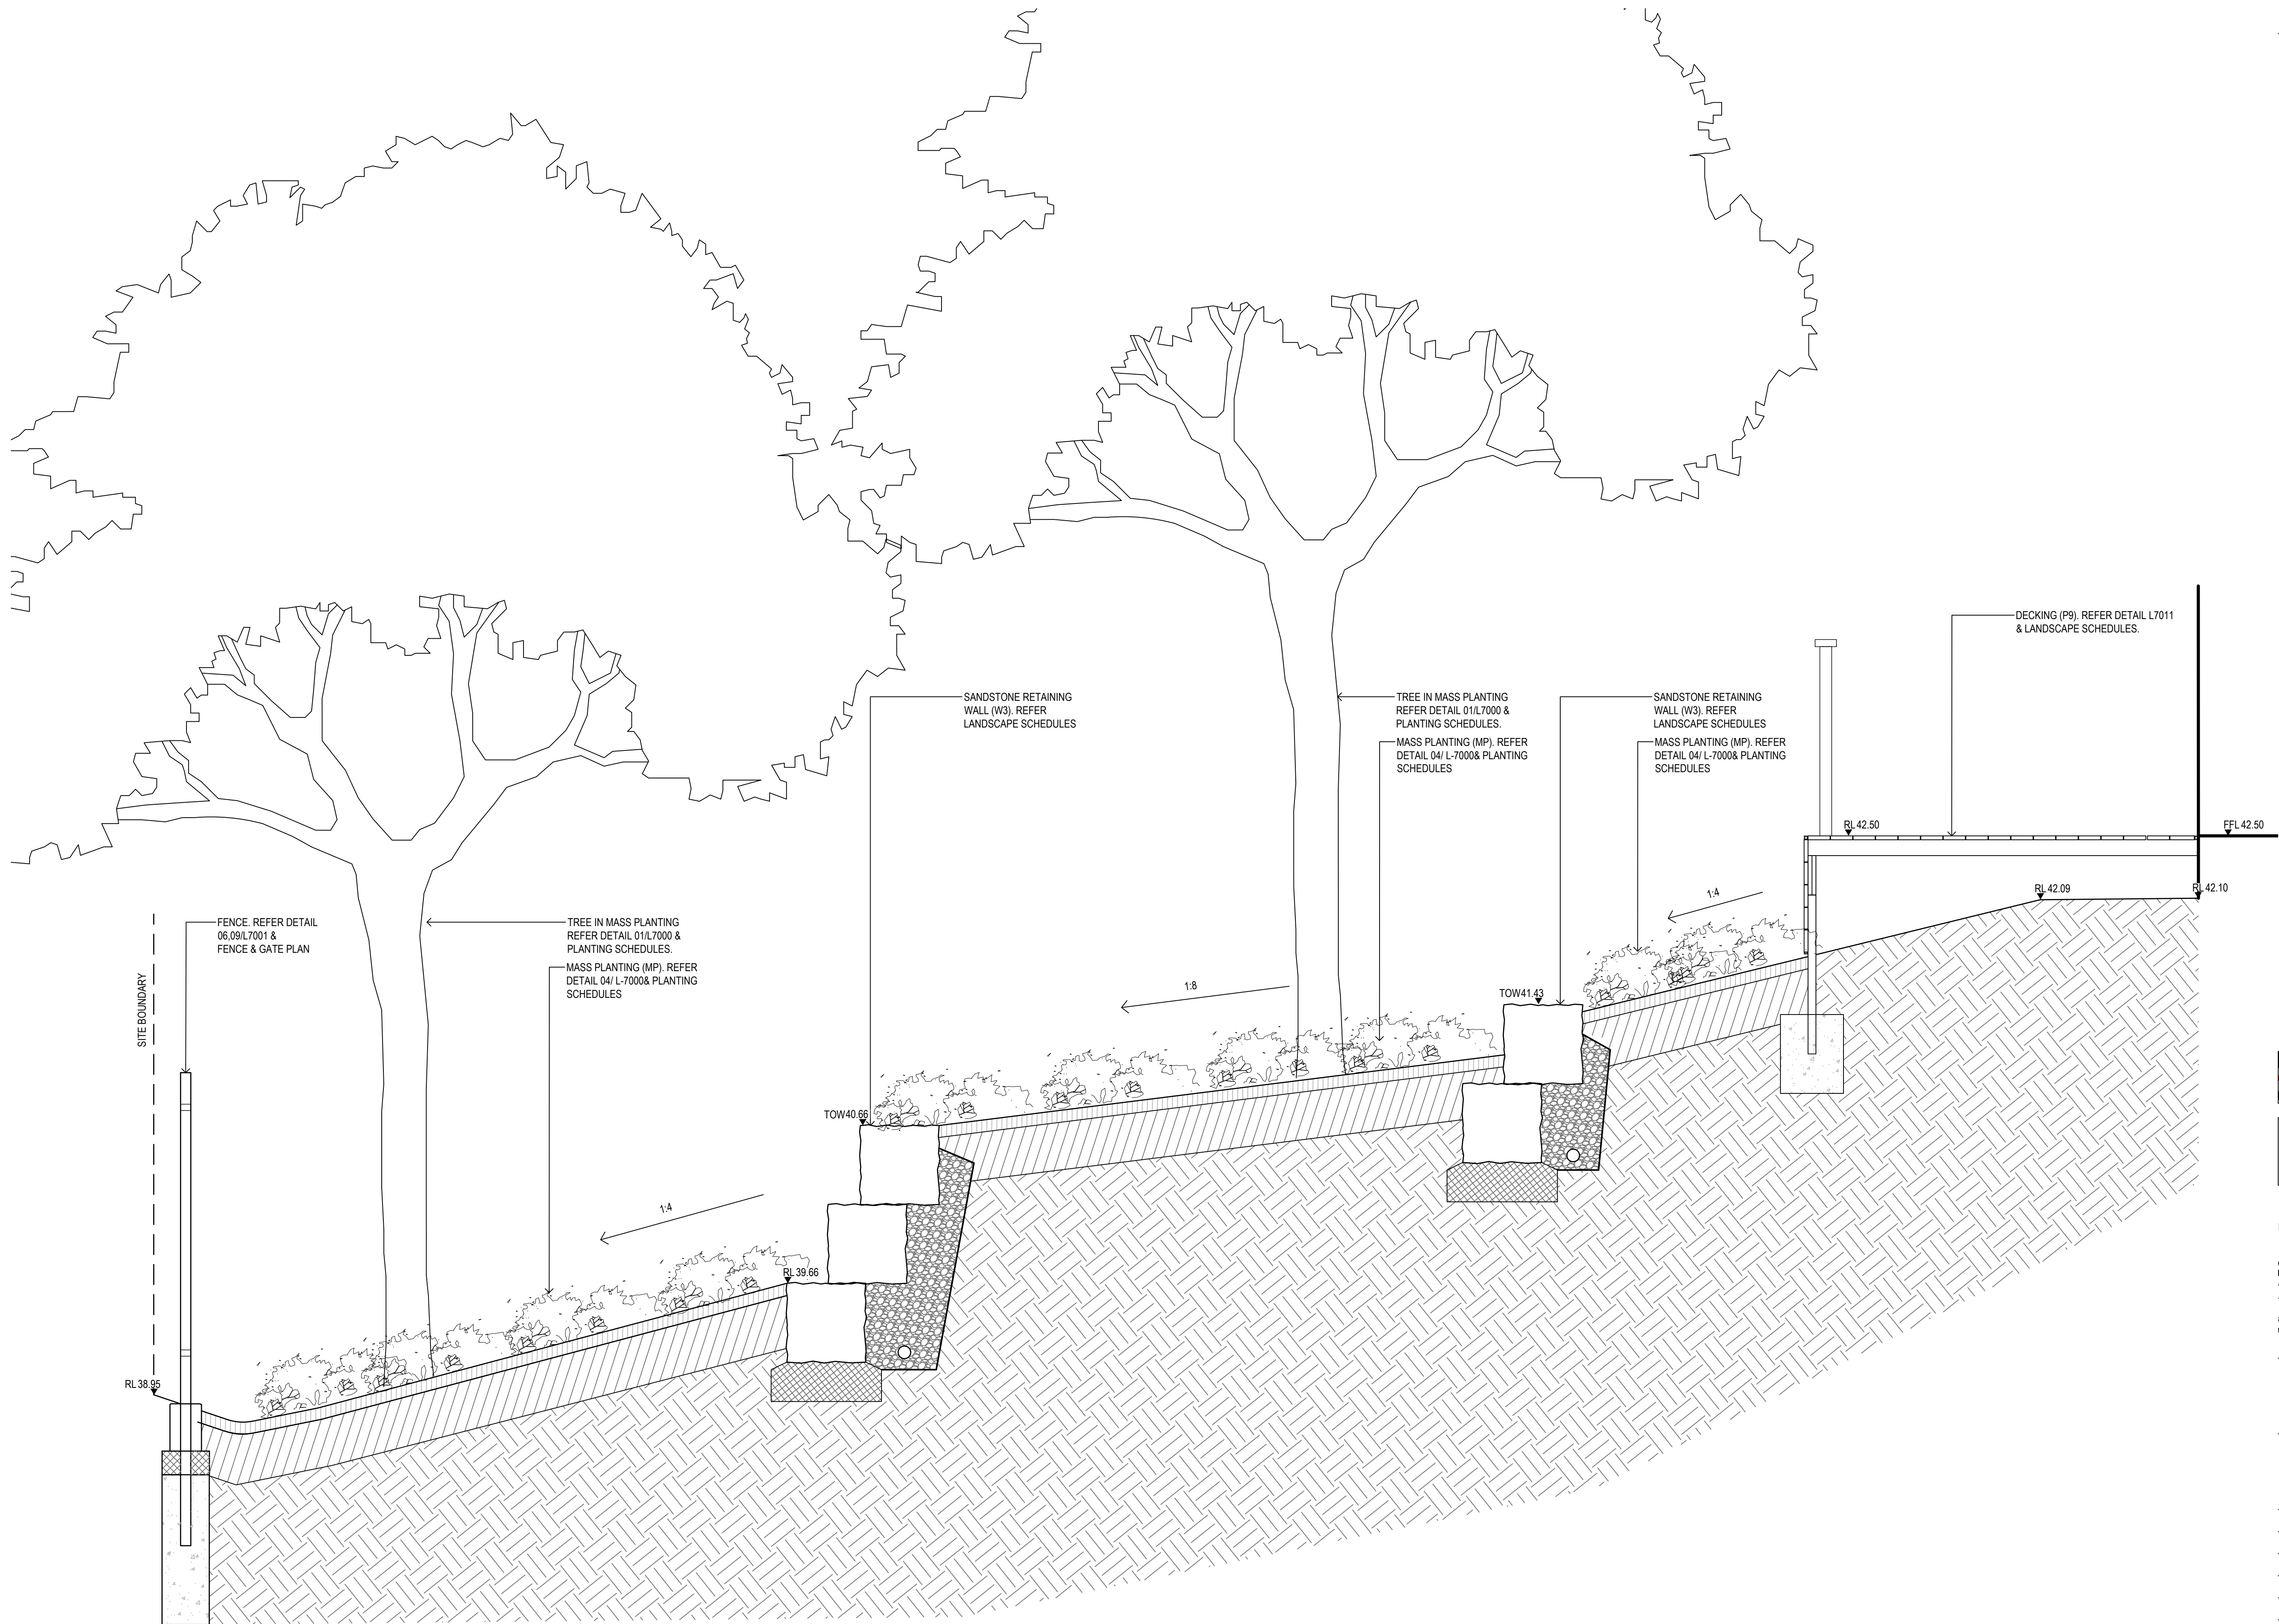 DECKING (P9). REFER DETAIL L7011
& LANDSCAPE SCHEDULES.
SANDSTONE RETAINING
WALL (W3). REFER
LANDSCAPE SCHEDULES
TREE IN MASS PLANTING
REFER DETAIL 01/L7000 &
PLANTING SCHEDULES.
MASS PLANTING (MP). REFER
DETAIL 04/ L-7000& PLANTING
SCHEDULES
SANDSTONE RETAINING
WALL (W3). REFER
LANDSCAPE SCHEDULES
MASS PLANTING (MP). REFER
DETAIL 04/ L-7000& PLANTING
SCHEDULES
RL 42.50
FFL 42.50
RL 42.09
RL 42.10
1:4
FENCE. REFER DETAIL
06,09/L7001 &
FENCE & GATE PLAN
TREE IN MASS PLANTING
REFER DETAIL 01/L7000 &
PLANTING SCHEDULES.
MASS PLANTING (MP). REFER
DETAIL 04/ L-7000& PLANTING
SCHEDULES
SITE BOUNDARY
1:8
TOW41.43
TOW40.66
1:4
RL 39.66
RL 38.95